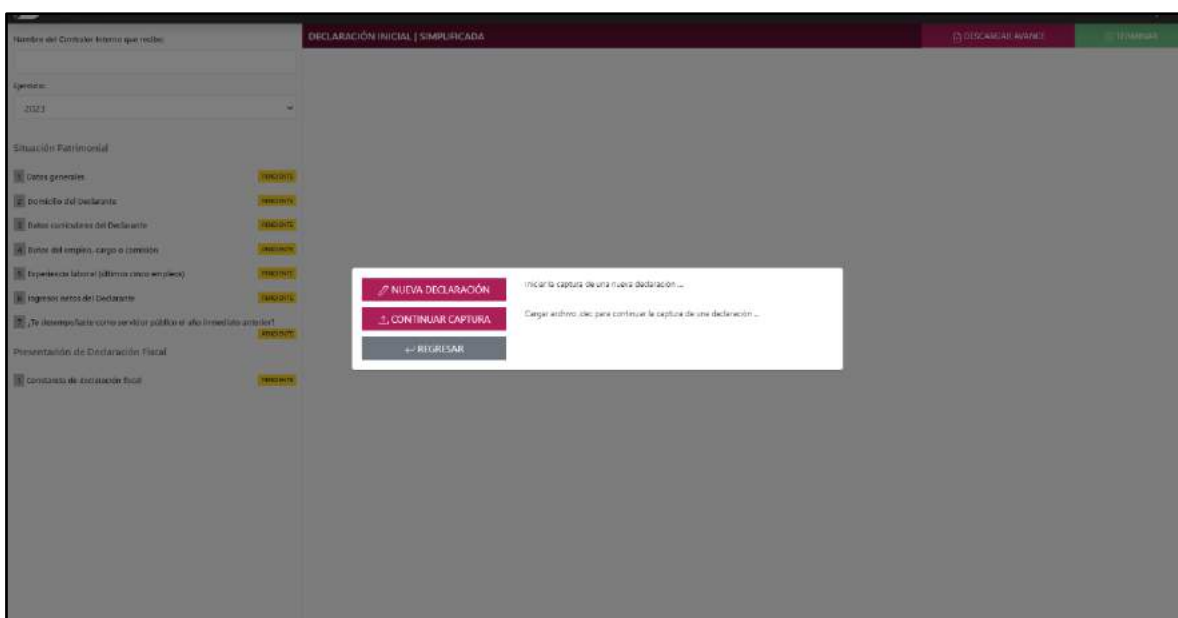 Nombre del Contralor Interno que recibe:
DECLARACIÓN INICIAL | SIMPLIFICADA
DESCARGAR AVANCE
TERMINAR
Ejercicio:
2023
Situación Patrimonial
1 Datos generales PENDIENTE
2 Domicilio del Declarante PENDIENTE
3 Datos curriculares del Declarante PENDIENTE
4 Datos del empleo, cargo o comisión PENDIENTE
5 Experiencia laboral (últimos cinco empleos) PENDIENTE
6 Ingresos netos del Declarante PENDIENTE
7 ¿Te desempeñaste como servidor público el año inmediato anterior?
PENDIENTE
Presentación de Declaración Fiscal
1 Constancia de declaración fiscal PENDIENTE
NUEVA DECLARACIÓN
Iniciar la captura de una nueva declaración ...
CONTINUAR CAPTURA
Cargar archivo .dec para continuar la captura de una declaración ...
REGRESAR